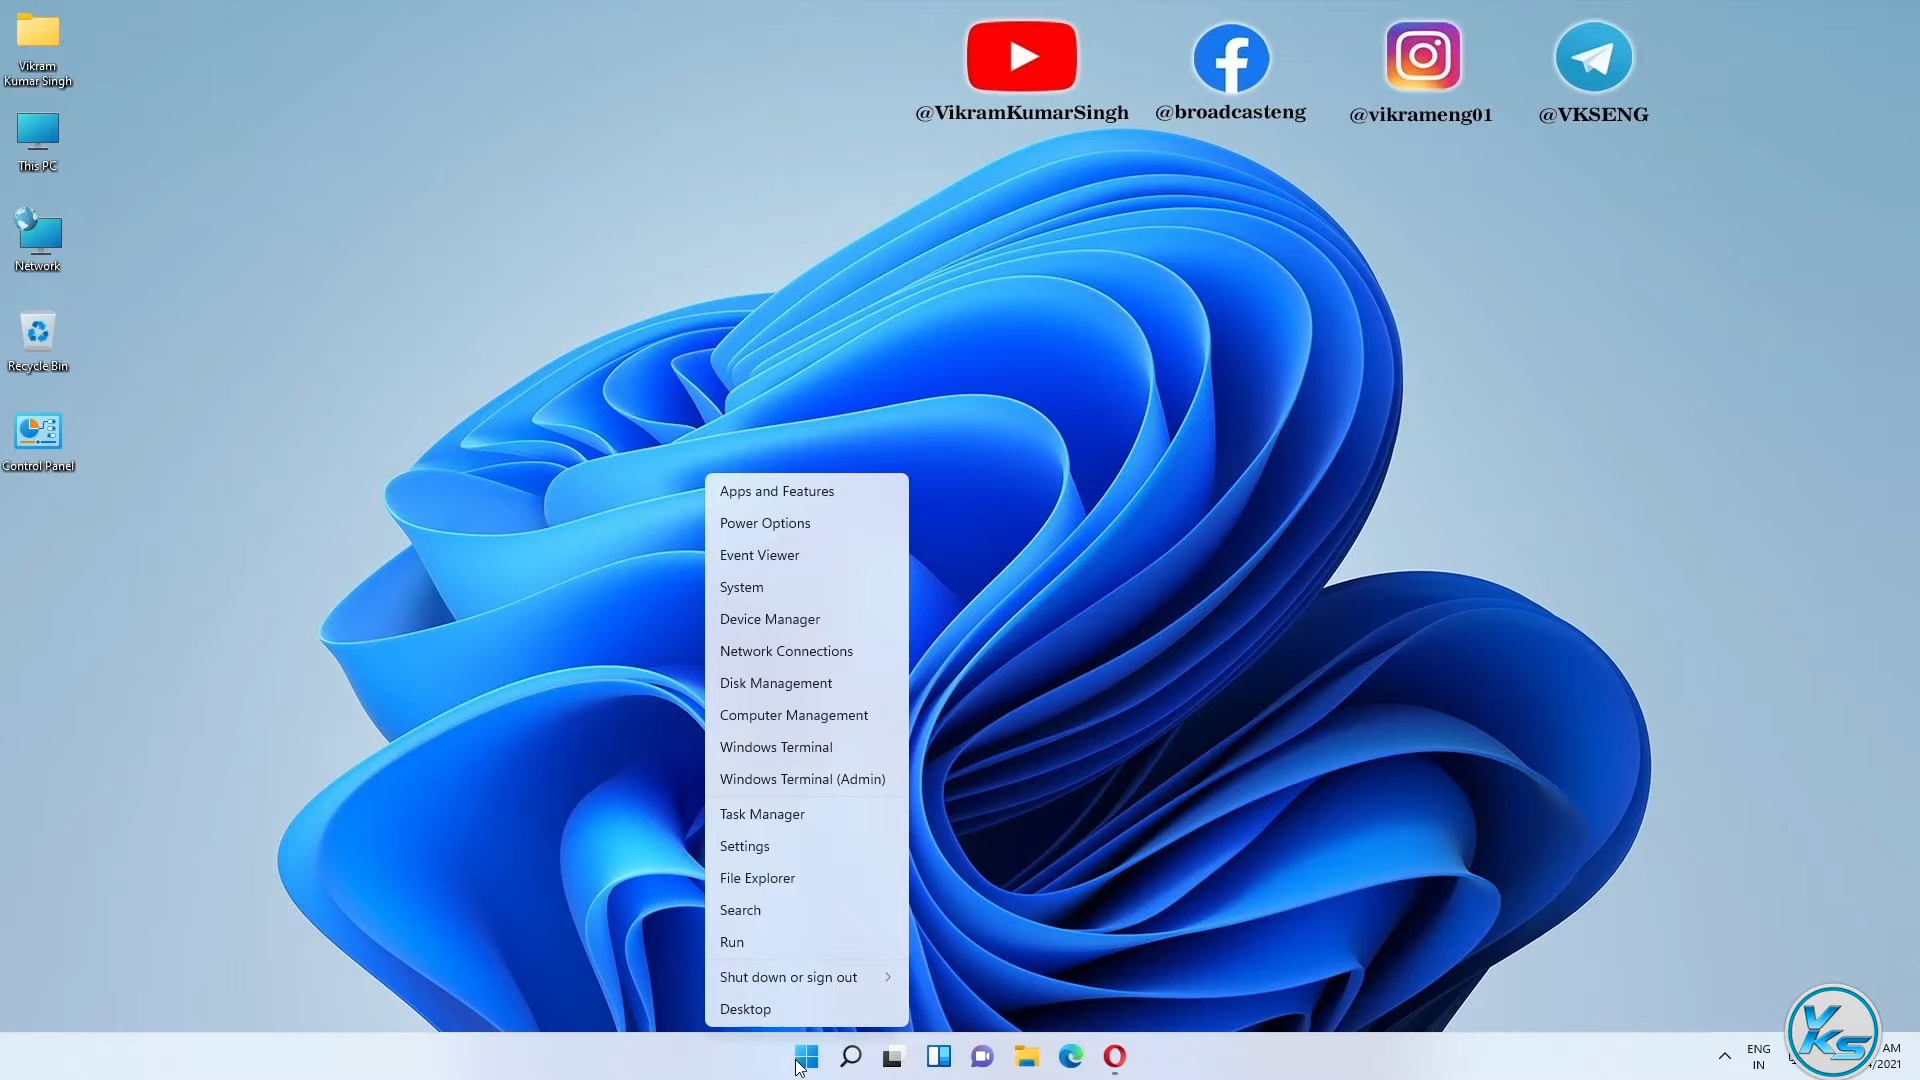 Vikram
Kumar Singh
This PC
Network
Recycle Bin
Control Panel
@VikramKumarSingh
@broadcasteng
@vikrameng01
@VKSENG
Apps and Features
Power Options
Event Viewer
System
Device Manager
Network Connections
Disk Management
Computer Management
Windows Terminal
Windows Terminal (Admin)
Task Manager
Settings
File Explorer
Search
Run
Shut down or sign out
Desktop
ENG
IN
VKS
AM
/2021